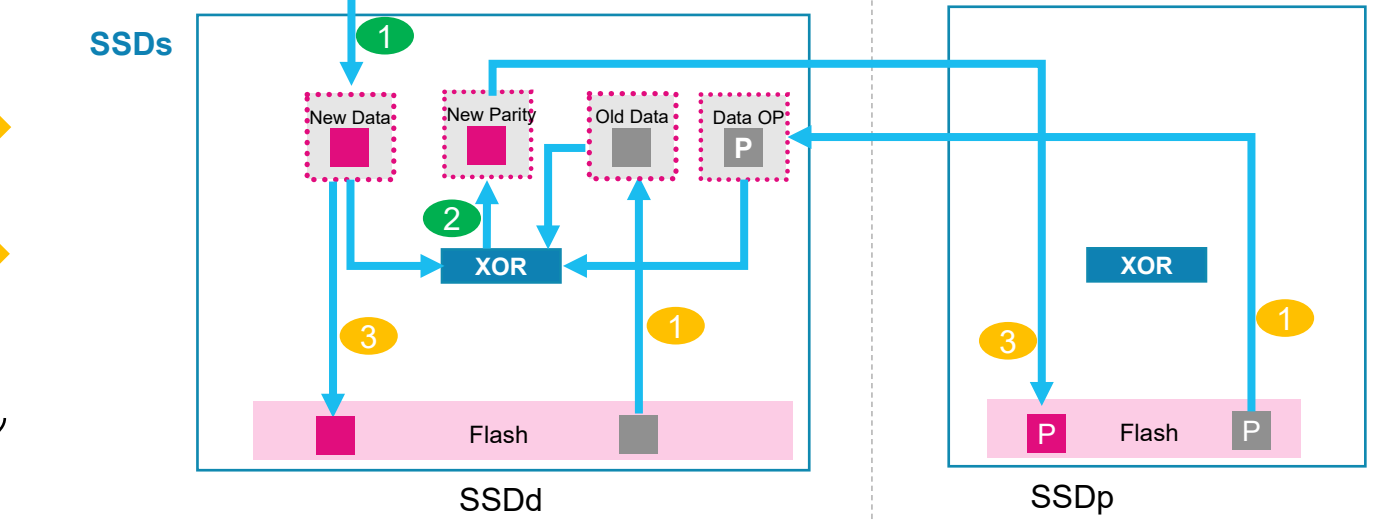 SSDs
1
New Data
New Parity
Old Data
Data OP
P
2
XOR
XOR
3
1
3
1
Flash
P
Flash
P
SSDd
SSDp